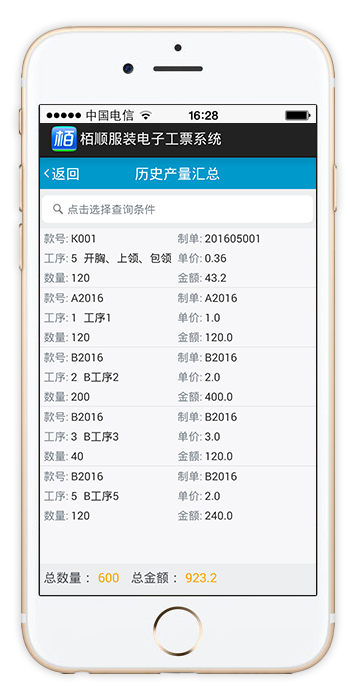 中国电信 16:28
栢 栢顺服装电子工票系统
返回 历史产量汇总
点击选择查询条件
款号: K001 制单: 201605001
工序: 5 开胸、上领、包领 单价: 0.36
数量: 120 金额: 43.2
款号: A2016 制单: A2016
工序: 1 工序1 单价: 1.0
数量: 120 金额: 120.0
款号: B2016 制单: B2016
工序: 2 B工序2 单价: 2.0
数量: 200 金额: 400.0
款号: B2016 制单: B2016
工序: 3 B工序3 单价: 3.0
数量: 40 金额: 120.0
款号: B2016 制单: B2016
工序: 5 B工序5 单价: 2.0
数量: 120 金额: 240.0
总数量： 600 总金额： 923.2